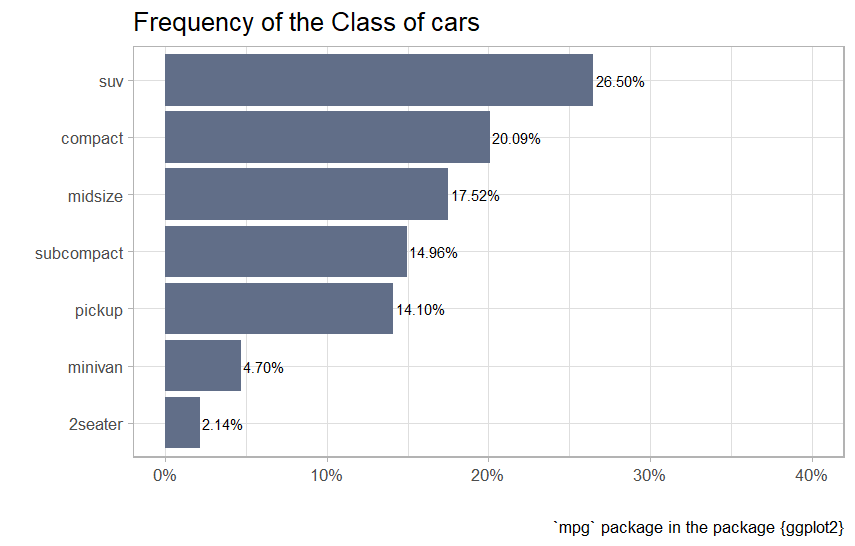 Frequency of the Class of cars
suv 26.50%
compact 20.09%
midsize 17.52%
subcompact 14.96%
pickup 14.10%
minivan 4.70%
2seater 2.14%
0% 10% 20% 30% 40%
`mpg` package in the package {ggplot2}